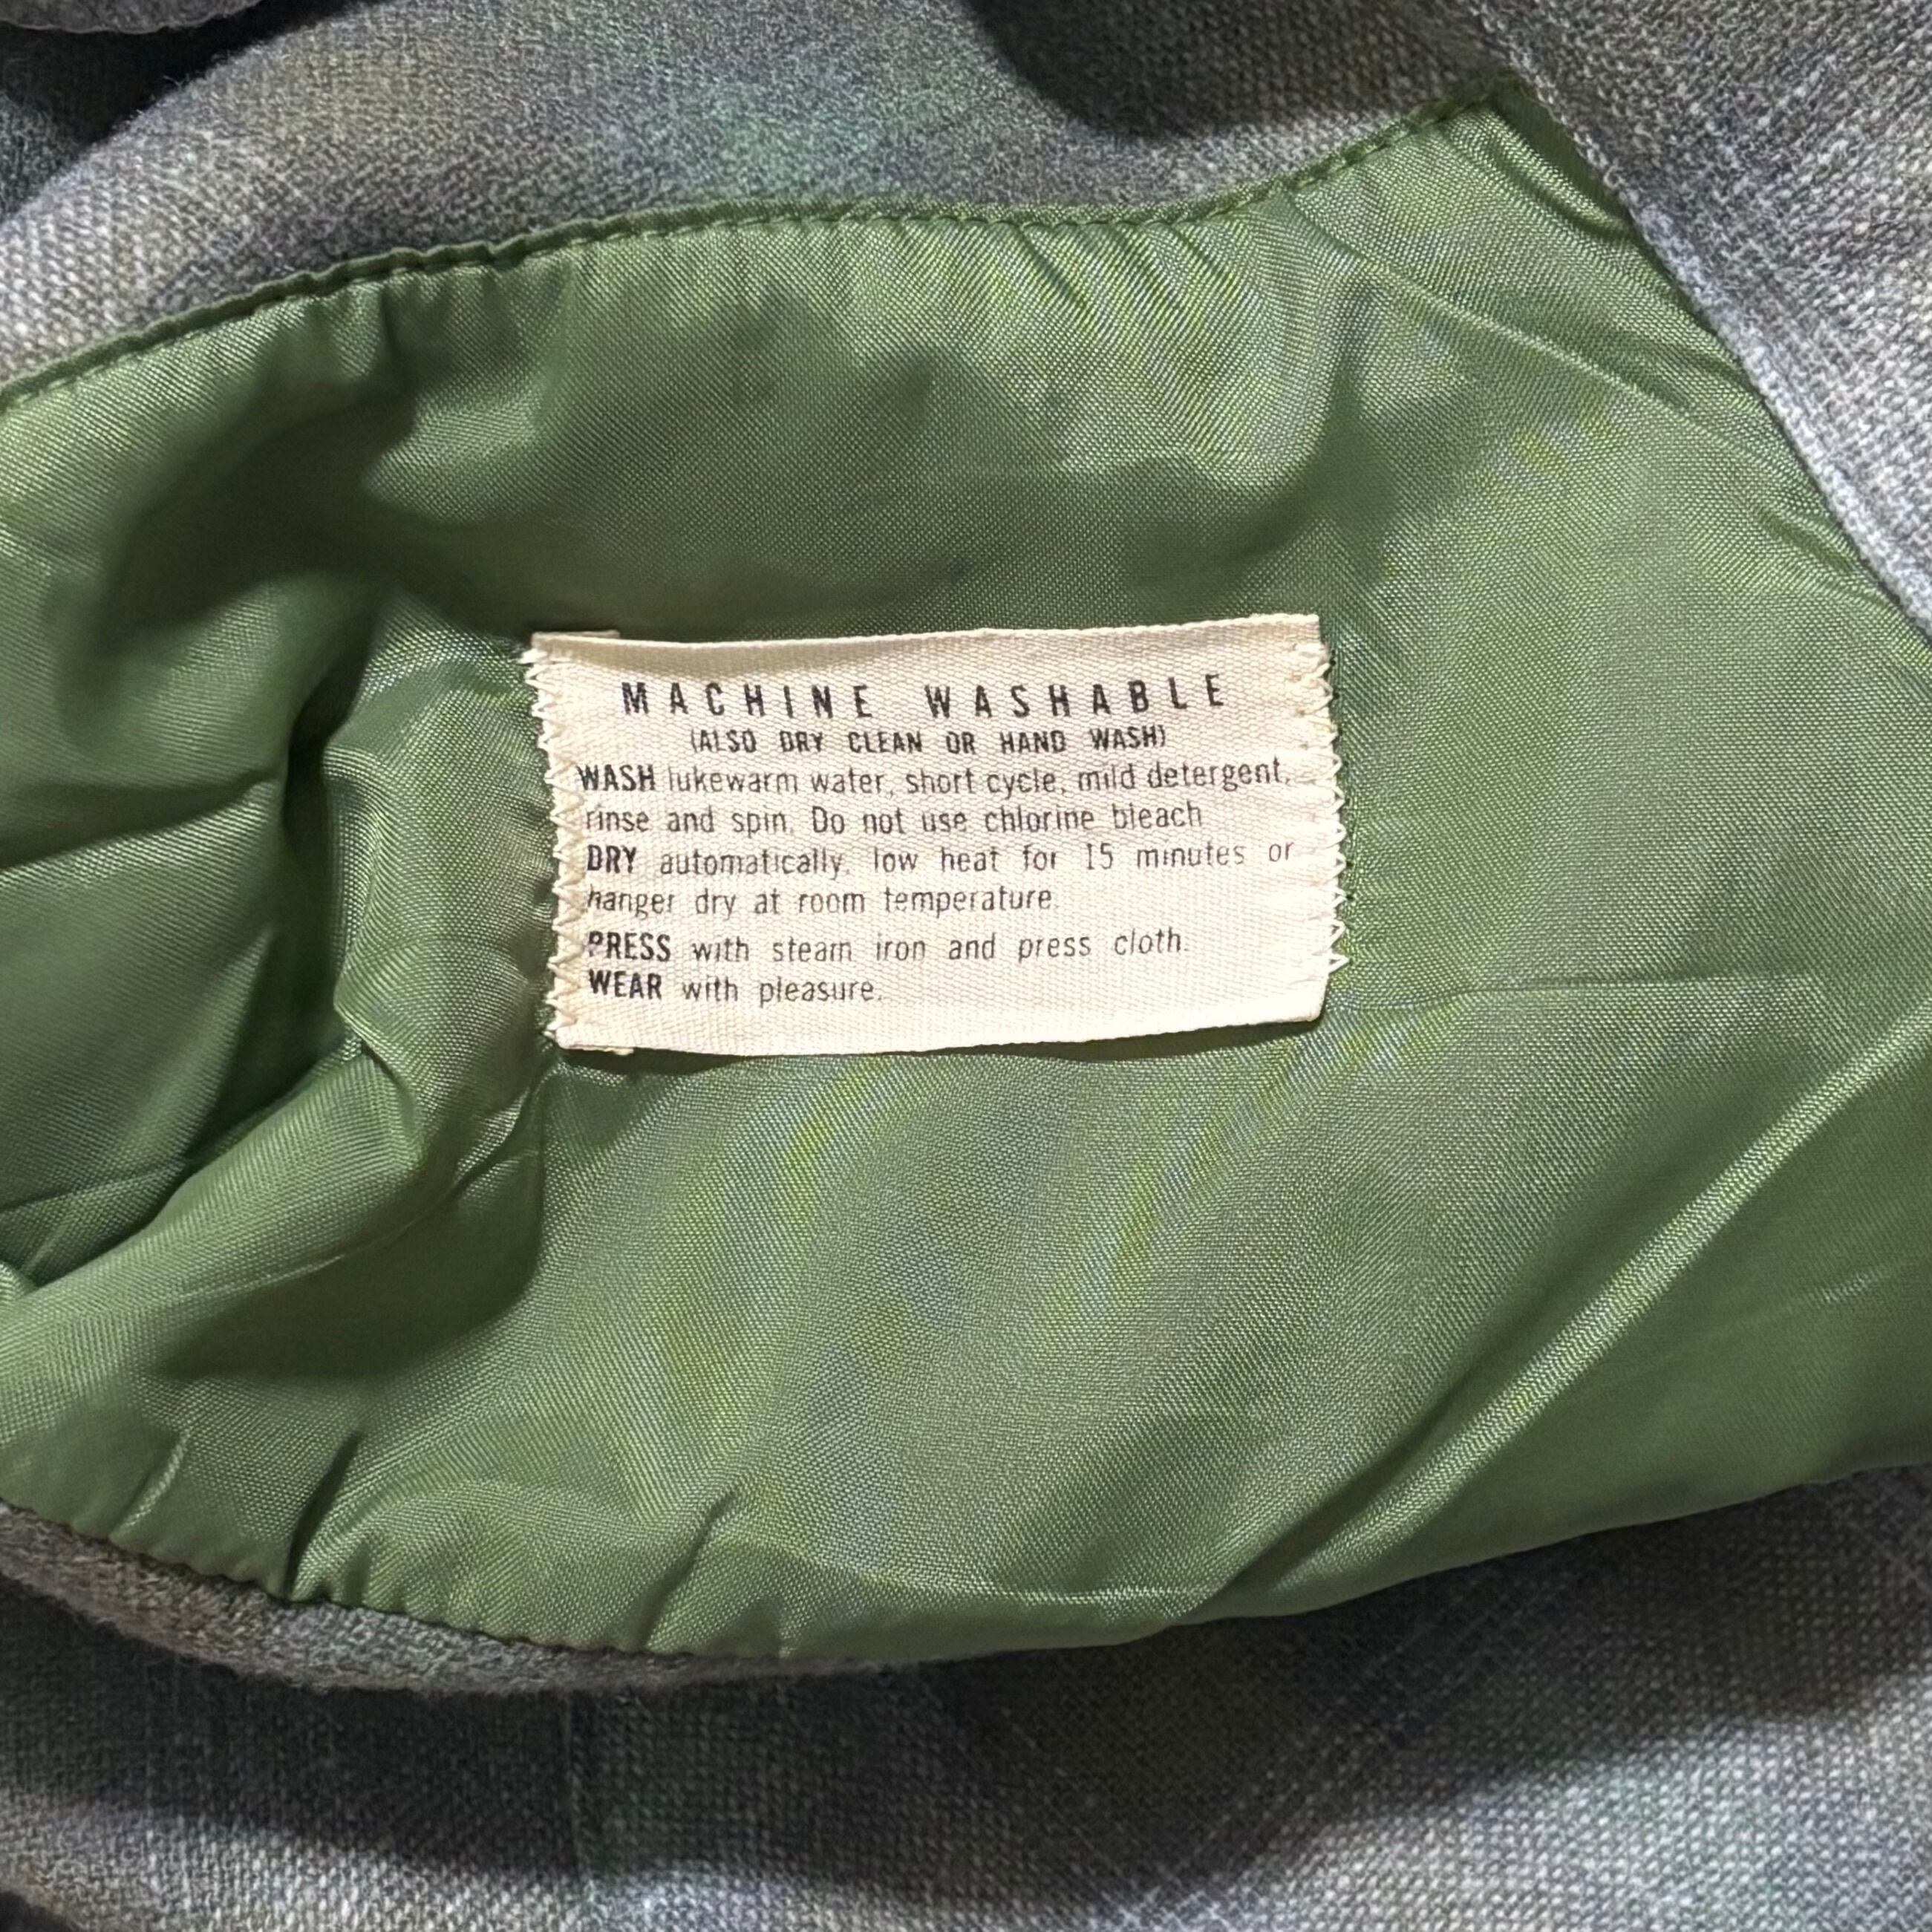 MACHINE WASHABLE
(ALSO DRY CLEAN OR HAND WASH)
WASH lukewarm water, short cycle, mild detergent,
rinse and spin. Do not use chlorine bleach
DRY automatically, low heat for 15 minutes or
hanger dry at room temperature.
PRESS with steam iron and press cloth.
WEAR with pleasure.